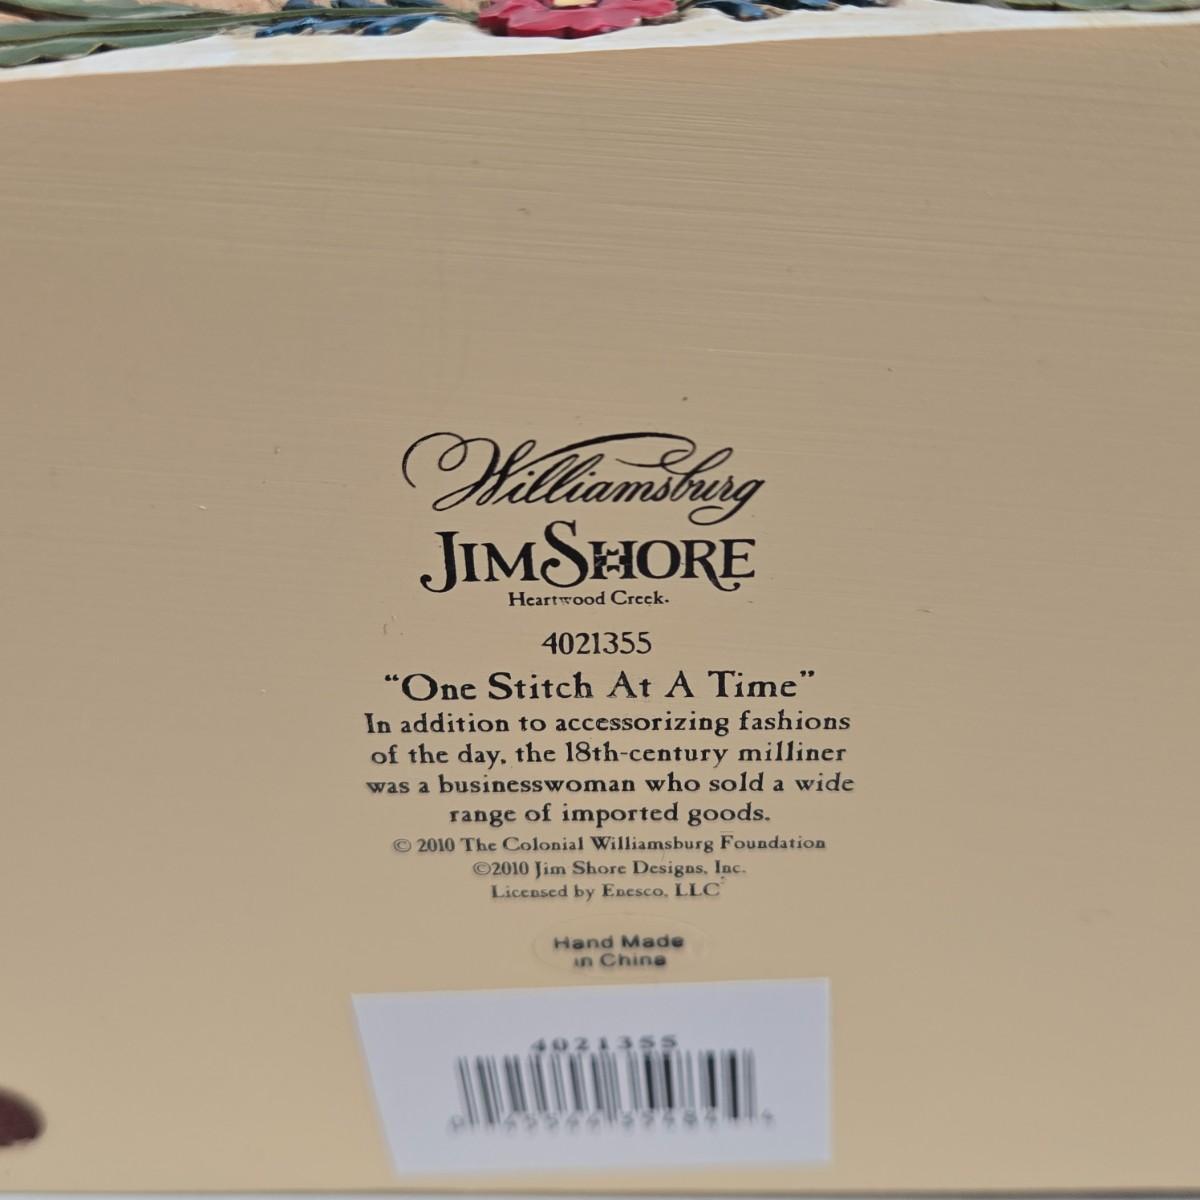 Williamsburg
JIM SHORE
Heartwood Creek.
4021355
“One Stitch At A Time”
In addition to accessorizing fashions
of the day, the 18th-century milliner
was a businesswoman who sold a wide
range of imported goods.
© 2010 The Colonial Williamsburg Foundation
©2010 Jim Shore Designs, Inc.
Licensed by Enesco, LLC
Hand Made
in China
4021355